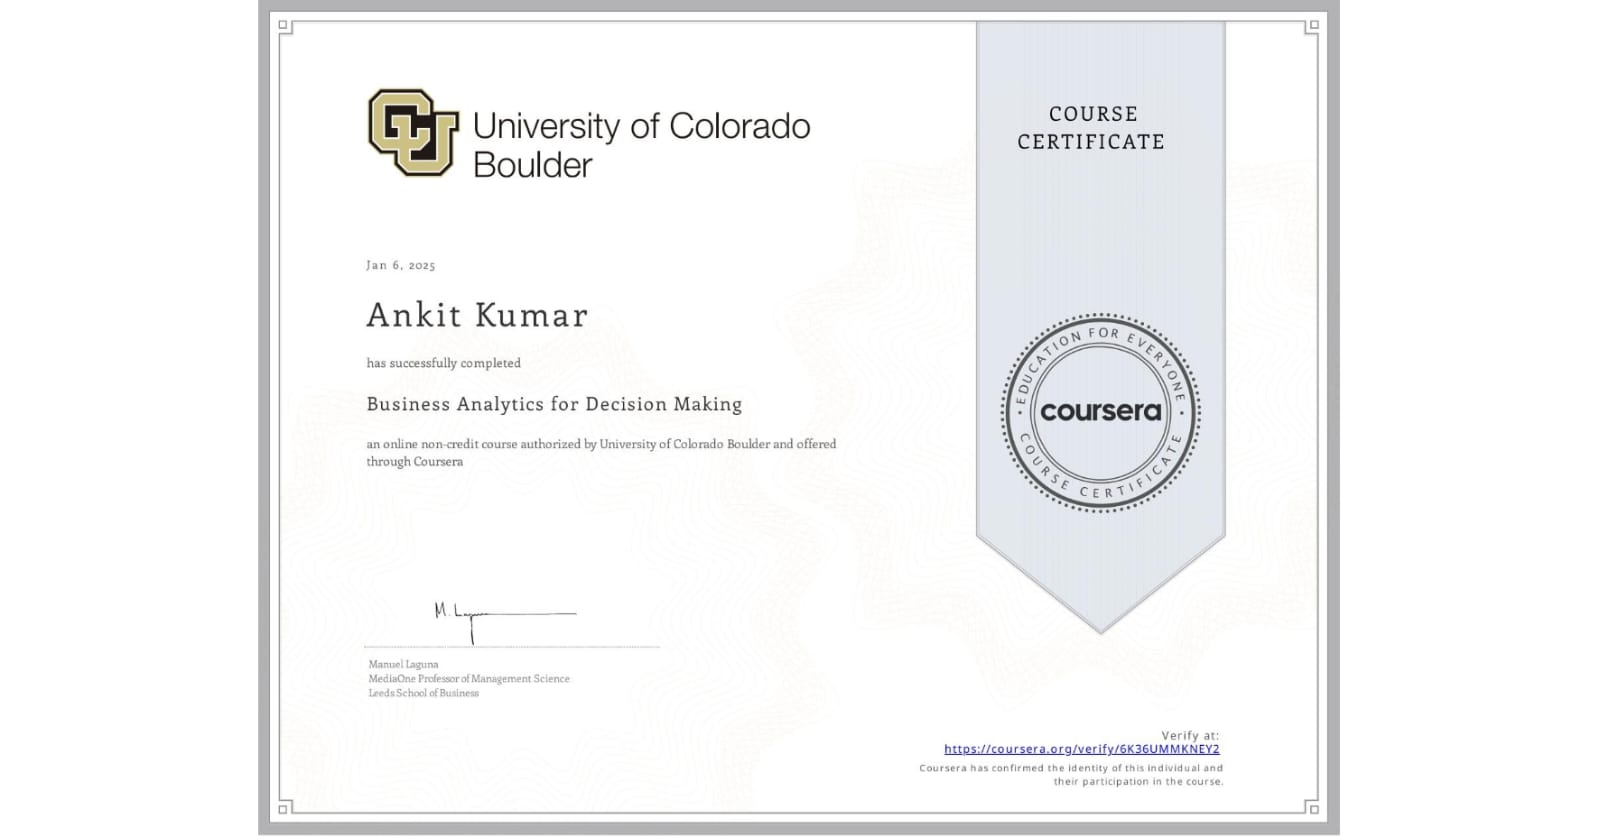 CU
University of Colorado
Boulder
COURSE
CERTIFICATE
Jan 6, 2025
Ankit Kumar
has successfully completed
Business Analytics for Decision Making
an online non-credit course authorized by University of Colorado Boulder and offered
through Coursera
EDUCATION FOR EVERYONE
coursera
COURSE CERTIFICATE
M. Laguna
Manuel Laguna
MediaOne Professor of Management Science
Leeds School of Business
Verify at:
https://coursera.org/verify/6K36UMMKNEY2
Coursera has confirmed the identity of this individual and
their participation in the course.